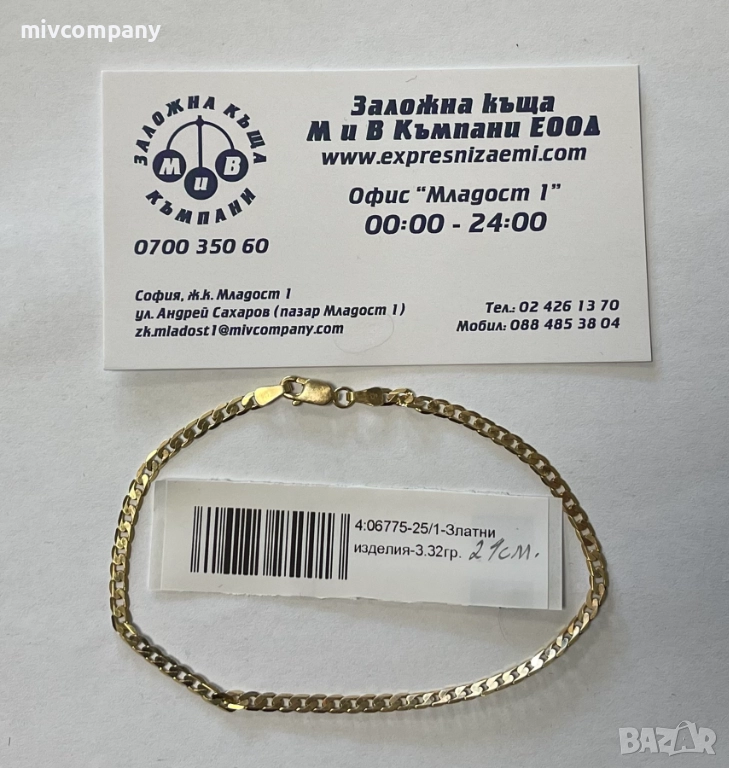 mivcompany
ЗАЛОЖНА КЪЩА
М и В
КЪМПАНИ
0700 350 60
Заложна къща
М и В Къмпани ЕООД
www.expresnizaemi.com
Офис "Младост 1"
00:00 - 24:00
София, ж.к. Младост 1
ул. Андрей Сахаров (пазар Младост 1)
zk.mladost1@mivcompany.com
Тел.: 02 426 13 70
Мобил: 088 485 38 04
4:06775-25/1-Златни
изделия-3.32гр. 21см.
BAZAR